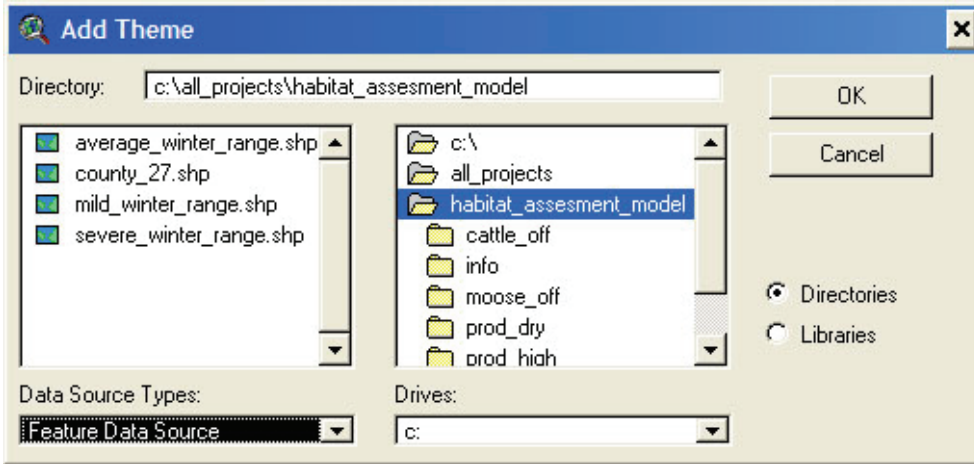 Add Theme
Directory: c:\all_projects\habitat_assesment_model
OK
Cancel
average_winter_range.shp
county_27.shp
mild_winter_range.shp
severe_winter_range.shp
c:\
all_projects
habitat_assesment_model
cattle_off
info
moose_off
prod_dry
prod_high
Directories
Libraries
Data Source Types:
Feature Data Source
Drives:
c: